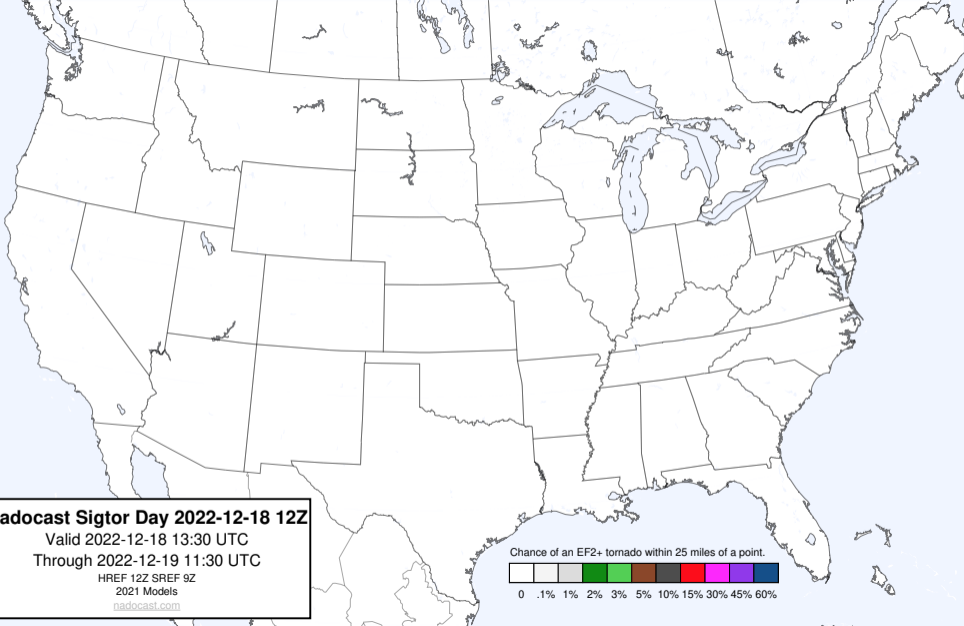 adocast Sigtor Day 2022-12-18 12Z
Valid 2022-12-18 13:30 UTC
Through 2022-12-19 11:30 UTC
HREF 12Z SREF 9Z
2021 Models
nadocast.com
Chance of an EF2+ tornado within 25 miles of a point.
0 .1% 1% 2% 3% 5% 10% 15% 30% 45% 60%